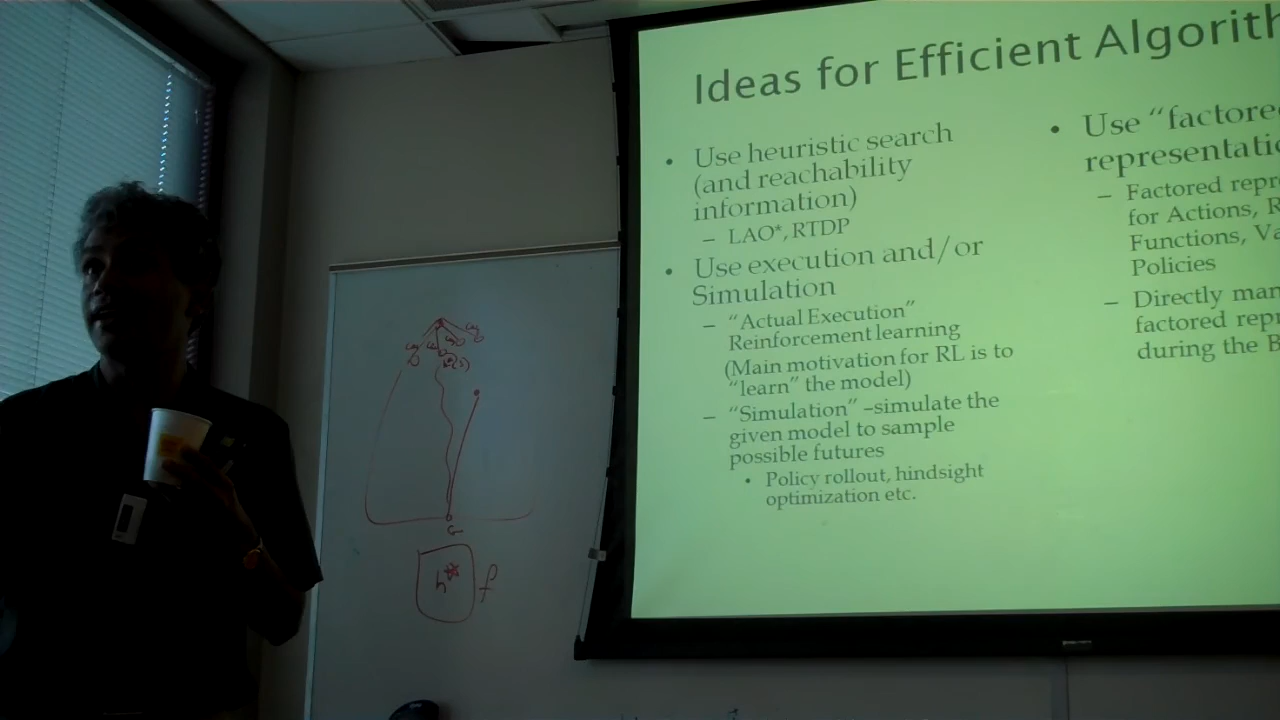 Ideas for Efficient Algorith
• Use heuristic search
(and reachability
information)
– LAO*, RTDP
• Use execution and/or
Simulation
– “Actual Execution”
Reinforcement learning
(Main motivation for RL is to
“learn” the model)
– “Simulation” –simulate the
given model to sample
possible futures
• Policy rollout, hindsight
optimization etc.
• Use “factored
representatio
– Factored repr
for Actions, R
Functions, Va
Policies
– Directly man
factored repr
during the B
G
h* f